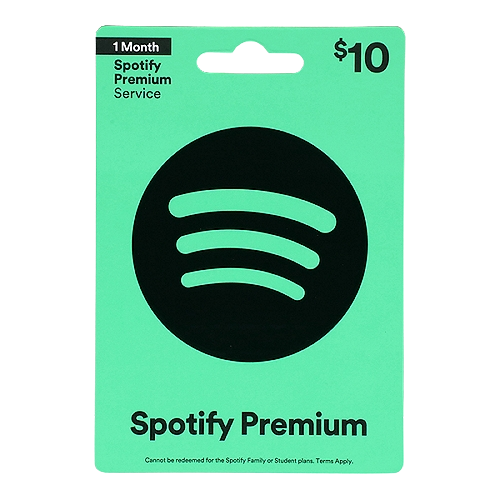 1 Month
$10
Spotify
Premium
Service
Spotify Premium
Cannot be redeemed for the Spotify Family or Student plans. Terms Apply.